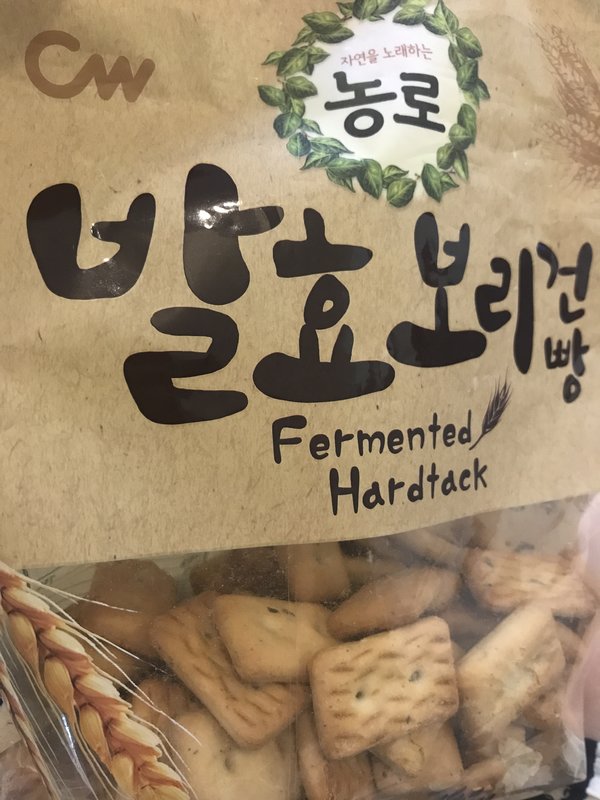 CW
자연을 노래하는
농로
발효보리건빵
Fermented
Hardtack